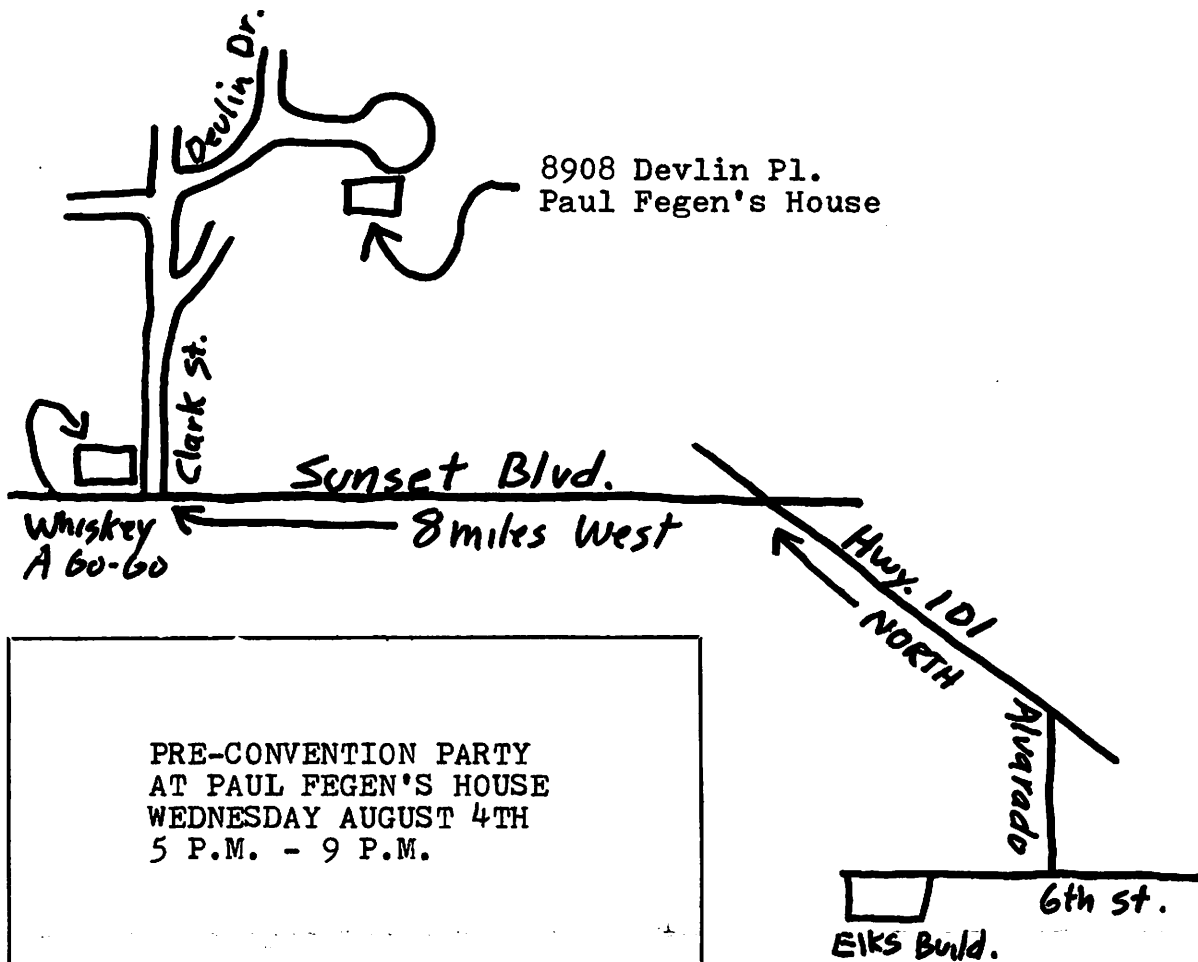 Devlin Dr.
8908 Devlin Pl.
Paul Fegen's House
Clark St.
Sunset Blvd.
Whiskey
A Go-Go
8 miles West
Hwy. 101
NORTH
Alvarado
PRE-CONVENTION PARTY
AT PAUL FEGEN'S HOUSE
WEDNESDAY AUGUST 4TH
5 P.M. - 9 P.M.
6th St.
Elks Build.